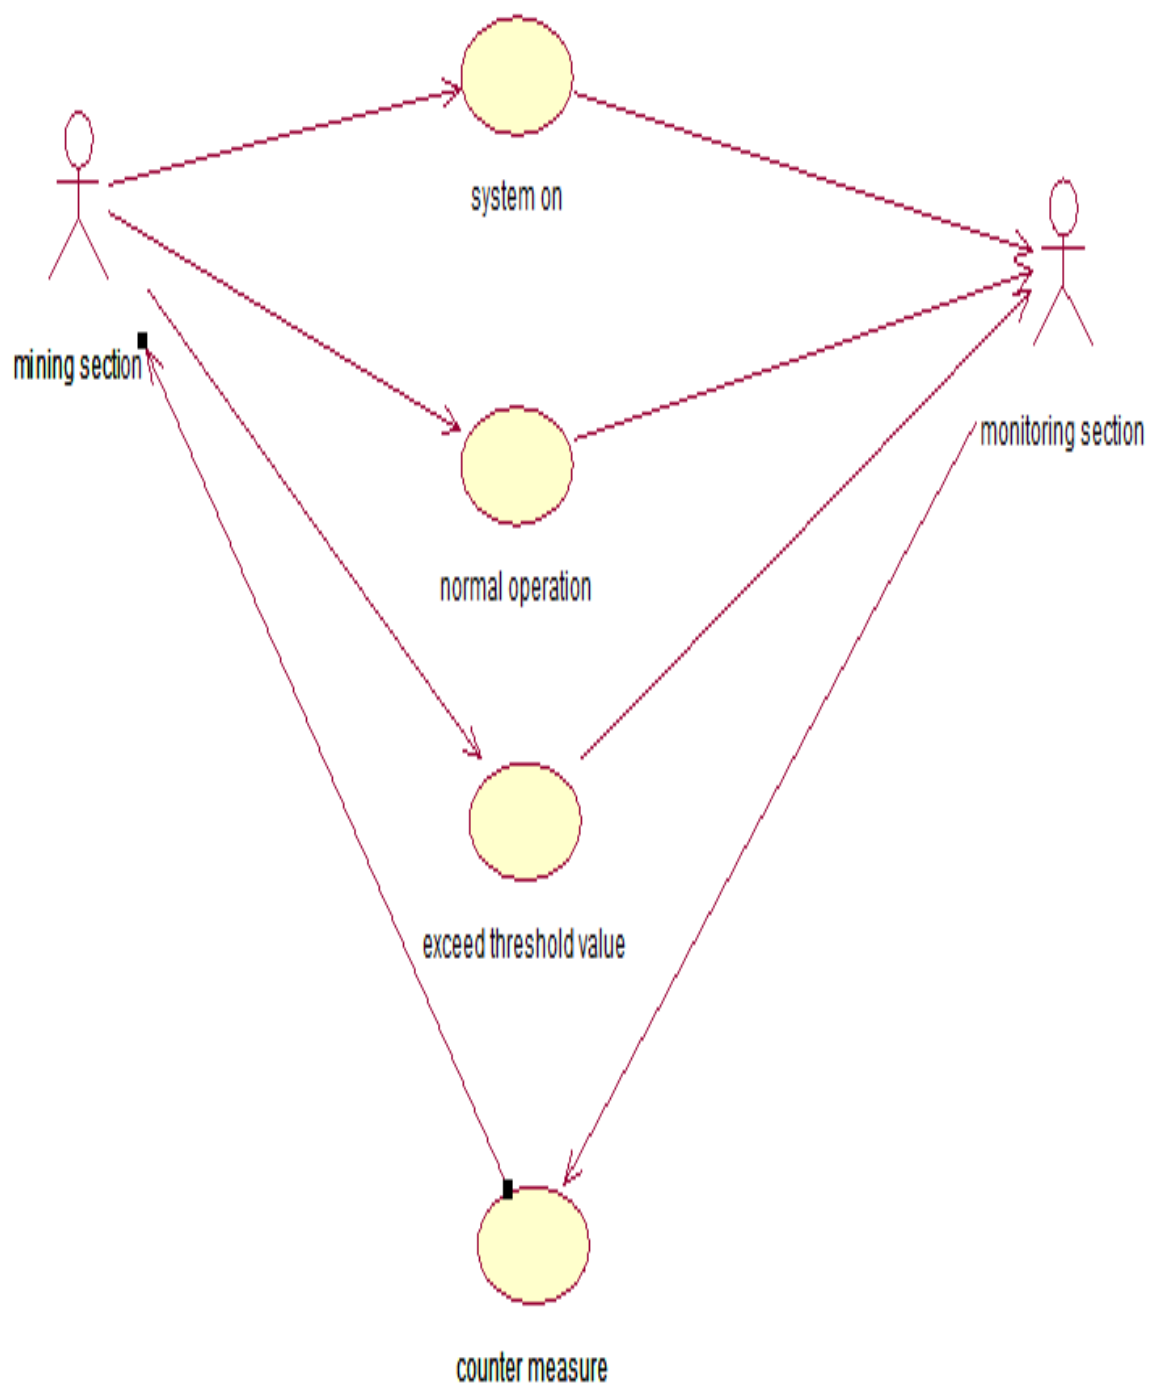 system on
mining section
monitoring section
normal operation
exceed threshold value
counter measure